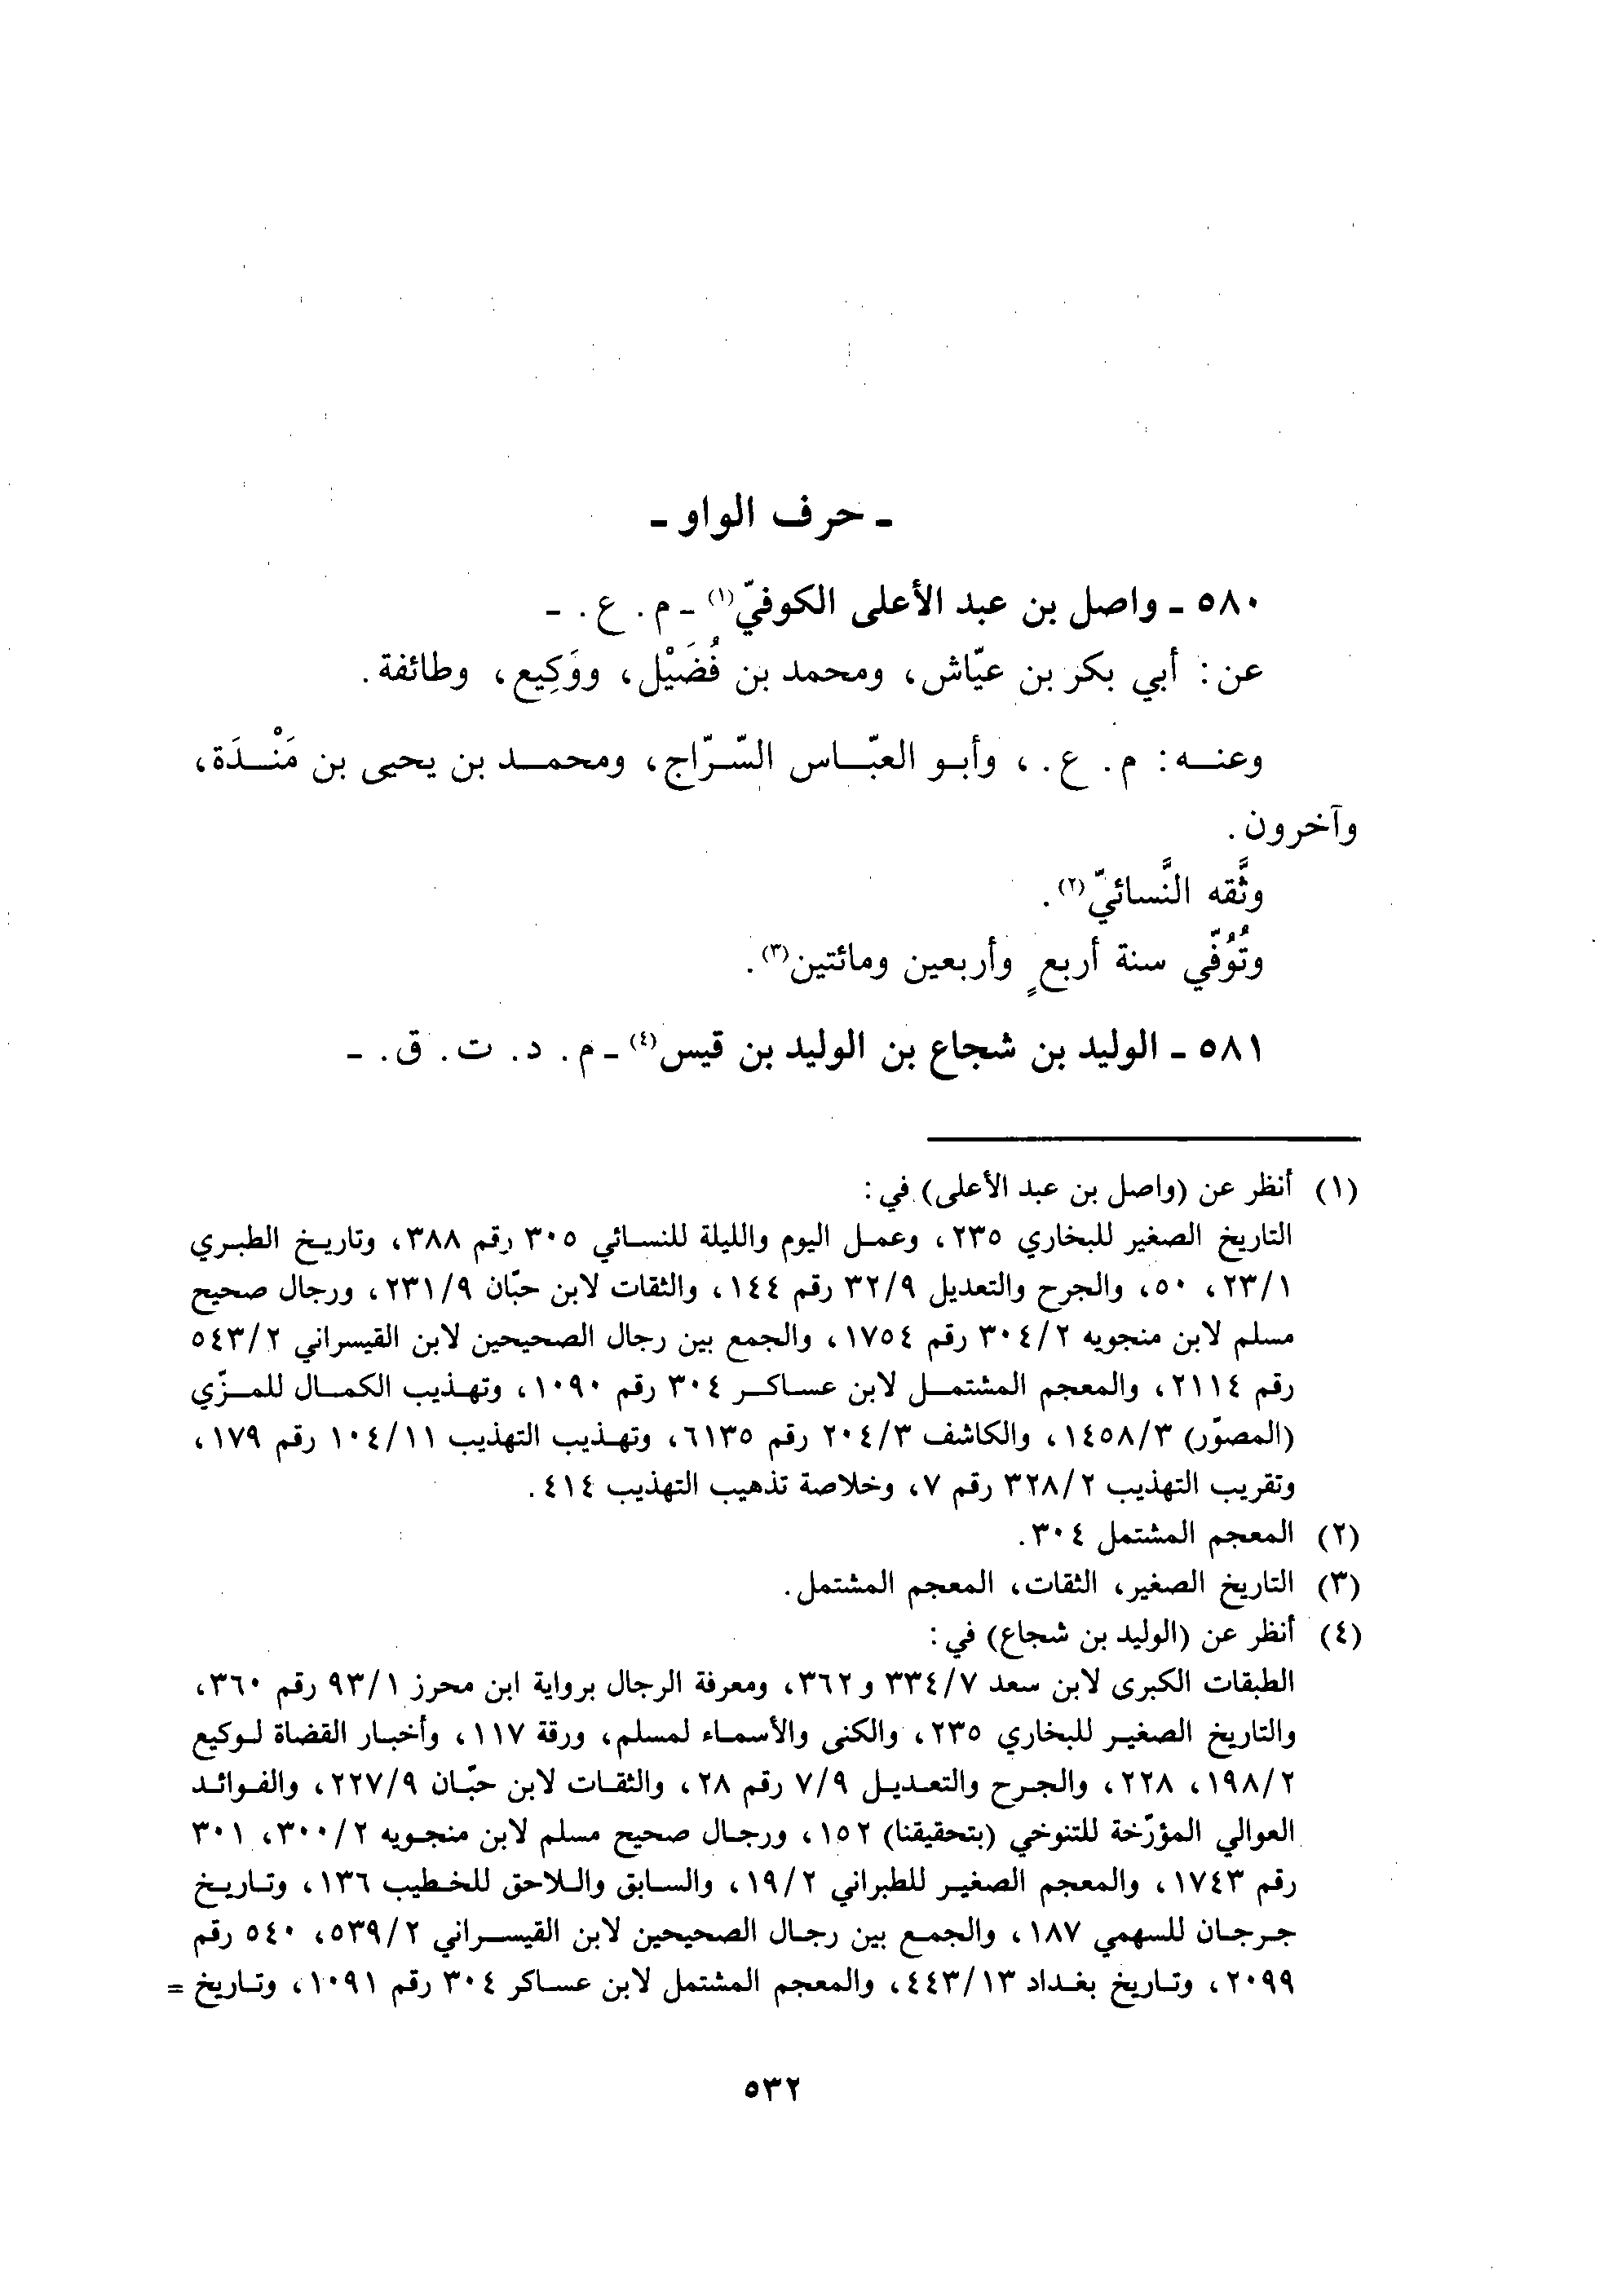 ـ حرف الواو ـ
٥٨٠ ـ واصل بن عبد الأعلى الكوفيّ(١) ـ م. ع. ـ
عن: أبي بكر بن عيّاش، ومحمد بن فُضَيْل، ووَكِيع، وطائفة.
وعنـه: م. ع.، وأبو العبّاس السّرّاج، ومحمـد بن يحيى بن مَنْـدَة،
وآخرون.
وثَّقه النَّسائيّ(٢).
وتُوُفّي سنة أربعٍ وأربعين ومائتين(٣).
٥٨١ ـ الوليد بن شجاع بن الوليد بن قيس(٤) ـ م. د. ت. ق. ـ
(١) أنظر عن (واصل بن عبد الأعلى) في:
التاريخ الصغير للبخاري ٢٣٥، وعمل اليوم والليلة للنسائي ٣٠٥ رقم ٣٨٨، وتاريخ الطبري
٢٣/١، ٥٠، والجرح والتعديل ٣٢/٩ رقم ١٤٤، والثقات لابن حبّان ٢٣١/٩، ورجال صحيح
مسلم لابن منجويه ٣٠٤/٢ رقم ١٧٥٤، والجمع بين رجال الصحيحين لابن القيسراني ٥٤٣/٢
رقم ٢١١٤، والمعجم المشتمل لابن عساكر ٣٠٤ رقم ١٠٩٠، وتهذيب الكمال للمزّي
(المصوّر) ١٤٥٨/٣، والكاشف ٢٠٤/٣ رقم ٦١٣٥، وتهذيب التهذيب ١٠٤/١١ رقم ١٧٩،
وتقريب التهذيب ٣٢٨/٢ رقم ٧، وخلاصة تذهيب التهذيب ٤١٤.
(٢) المعجم المشتمل ٣٠٤.
(٣) التاريخ الصغير، الثقات، المعجم المشتمل.
(٤) أنظر عن (الوليد بن شجاع) في:
الطبقات الكبرى لابن سعد ٣٣٤/٧ و٣٦٢، ومعرفة الرجال برواية ابن محرز ٩٣/١ رقم ٣٦٠،
والتاريخ الصغير للبخاري ٢٣٥، والكنى والأسماء لمسلم، ورقة ١١٧، وأخبار القضاة لوكيع
١٩٨/٢، ٢٢٨، والجرح والتعديل ٧/٩ رقم ٢٨، والثقات لابن حبّان ٢٢٧/٩، والفوائد
العوالي المؤرّخة للتنوخي (بتحقيقنا) ١٥٢، ورجال صحيح مسلم لابن منجويه ٣٠٠/٢، ٣٠١
رقم ١٧٤٣، والمعجم الصغير للطبراني ١٩/٢، والسابق واللاحق للخطيب ١٣٦، وتاريخ
جرجان للسهمي ١٨٧، والجمع بين رجال الصحيحين لابن القيسراني ٥٣٩/٢، ٥٤٠ رقم
٢٠٩٩، وتاريخ بغداد ٤٤٣/١٣، والمعجم المشتمل لابن عساكر ٣٠٤ رقم ١٠٩١، وتاريخ =
٥٣٢